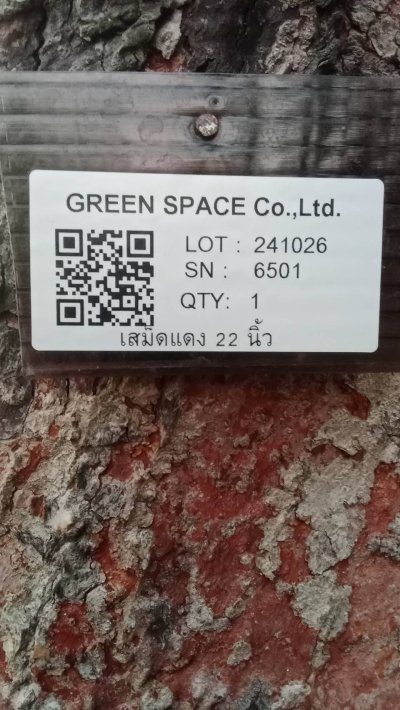 GREEN SPACE Co.,Ltd.
LOT : 241026
SN : 6501
QTY: 1
เสม็ดแดง 22 นิ้ว